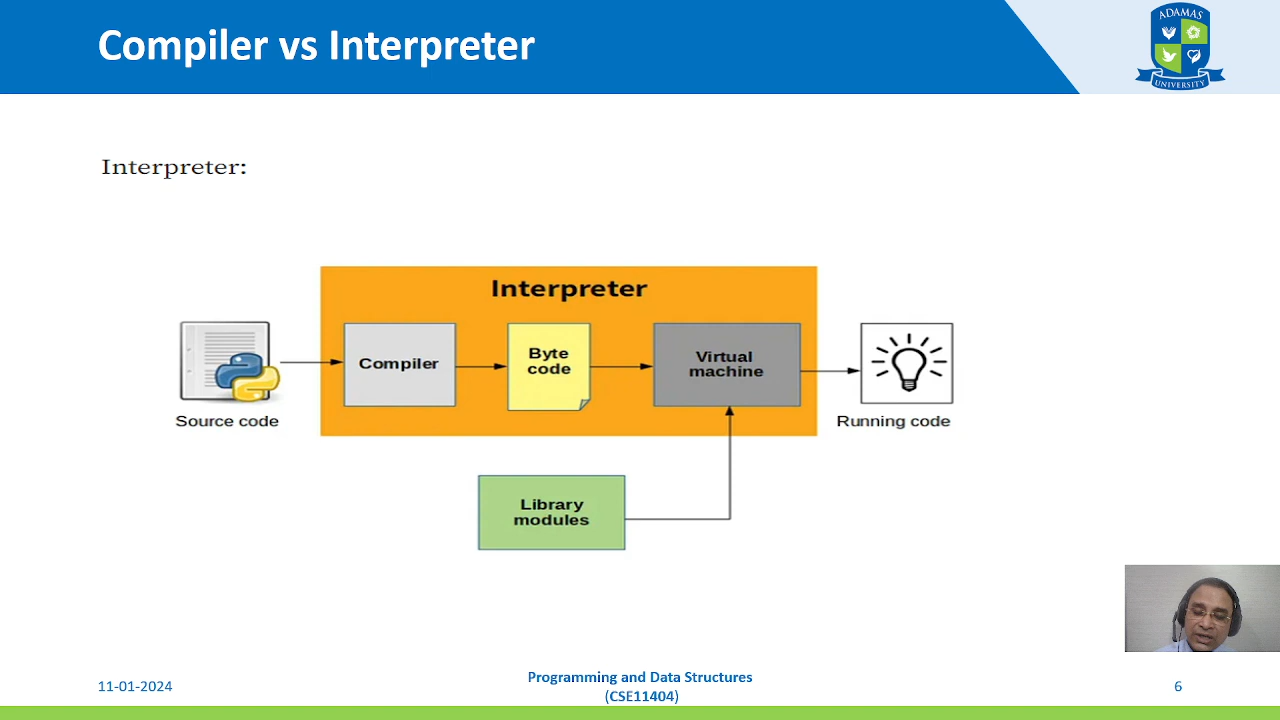 Compiler vs Interpreter
ADAMAS
UNIVERSITY
Interpreter:
Interpreter
Compiler
Byte
code
Virtual
machine
Source code
Running code
Library
modules
11-01-2024
Programming and Data Structures
(CSE11404)
6